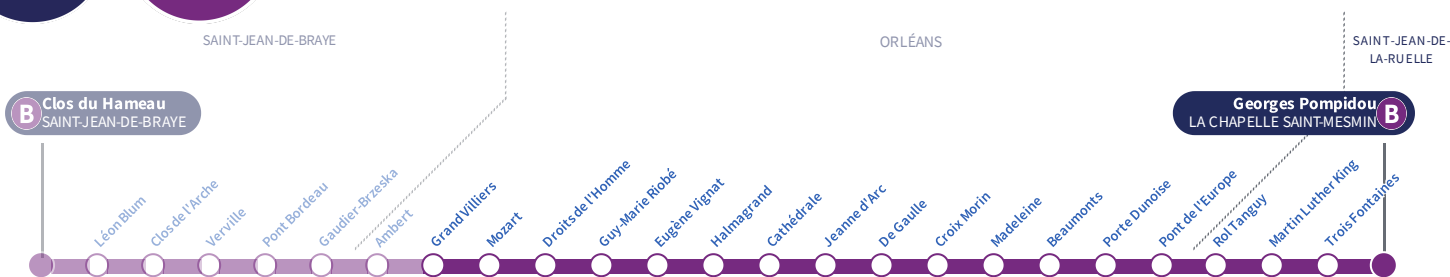 SAINT-JEAN-DE-BRAYE
ORLÉANS
SAINT-JEAN-DE-
LA-RUELLE
B
Clos du Hameau
SAINT-JEAN-DE-BRAYE
Georges Pompidou
LA CHAPELLE SAINT-MESMIN
B
Léon Blum
Clos de l'Arche
Verville
Pont Bordeau
Gaudier-Brzeska
Ambert
Grand Villiers
Mozart
Droits de l'Homme
Guy-Marie Riobé
Eugène Vignat
Halmagrand
Cathédrale
Jeanne d'Arc
De Gaulle
Croix Morin
Madeleine
Beaumonts
Porte Dunoise
Pont de l'Europe
Rol Tanguy
Martin Luther King
Trois Fontaines